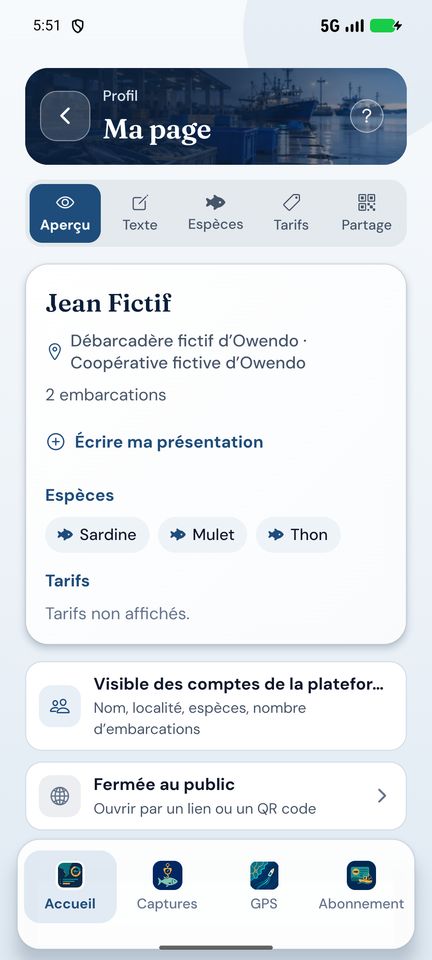 5:51
5G
Profil
Ma page
?
Aperçu
Texte
Espèces
Tarifs
Partage
Jean Fictif
Débarcadère fictif d’Owendo ·
Coopérative fictive d’Owendo
2 embarcations
Écrire ma présentation
Espèces
Sardine
Mulet
Thon
Tarifs
Tarifs non affichés.
Visible des comptes de la platefor…
Nom, localité, espèces, nombre
d’embarcations
Fermée au public
Ouvrir par un lien ou un QR code
Accueil
Captures
GPS
Abonnement